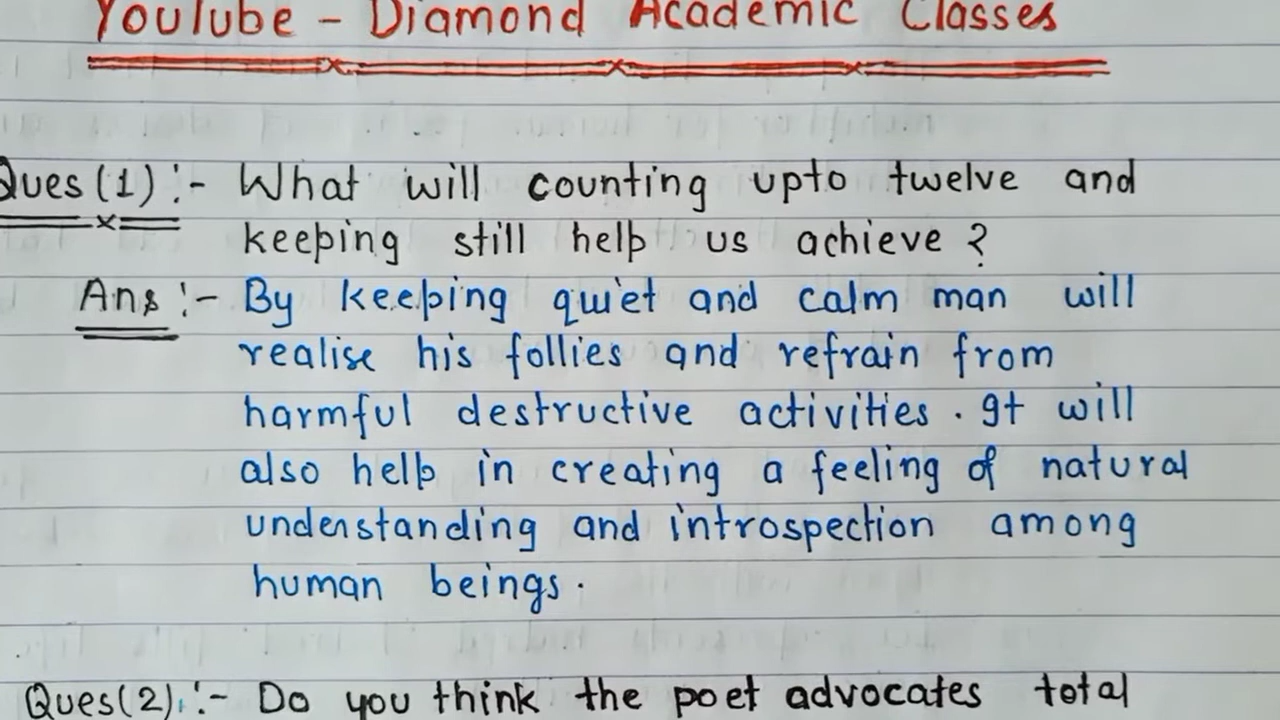 YouTube - Diamond Academic Classes
Ques(1):- What will counting upto twelve and
keeping still help us achieve ?
Ans:- By keeping quiet and calm man will
realise his follies and refrain from
harmful destructive activities. It will
also help in creating a feeling of natural
understanding and introspection among
human beings.
Ques(2):- Do you think the poet advocates total